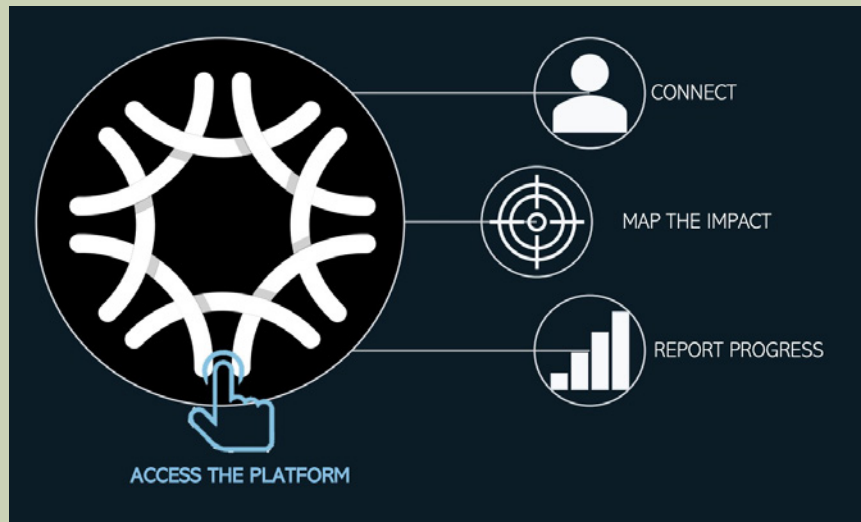 CONNECT
MAP THE IMPACT
REPORT PROGRESS
ACCESS THE PLATFORM